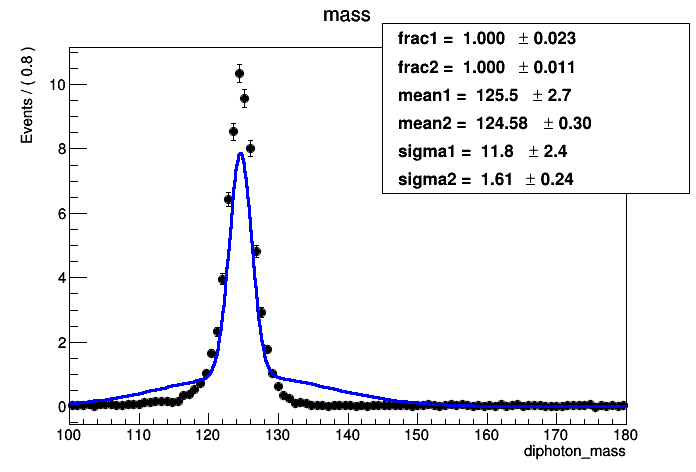 mass
frac1 = 1.000 ± 0.023
frac2 = 1.000 ± 0.011
mean1 = 125.5 ± 2.7
mean2 = 124.58 ± 0.30
sigma1 = 11.8 ± 2.4
sigma2 = 1.61 ± 0.24
Events / ( 0.8 )
10
8
6
4
2
0
100 110 120 130 140 150 160 170 180
diphoton_mass